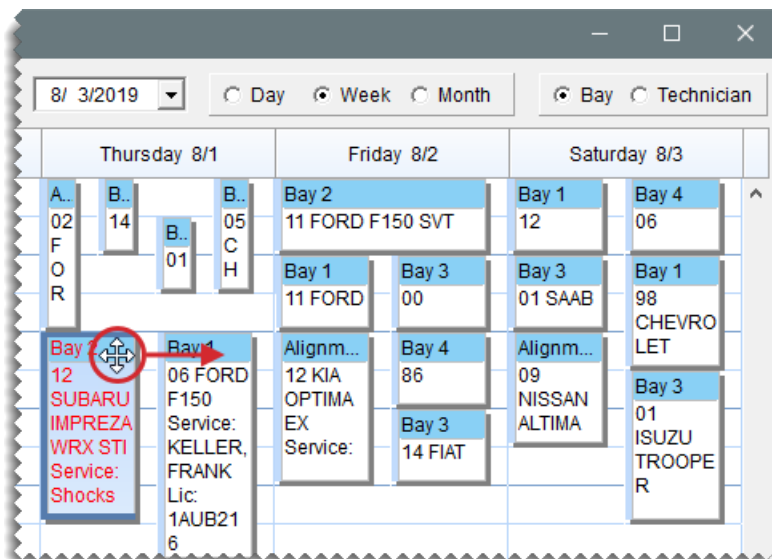 8/ 3/2019
Day Week Month
Bay Technician
Thursday 8/1
Friday 8/2
Saturday 8/3
A..
02
F
O
R
B..
14
B..
01
B..
05
C
H
Bay 2
12
SUBARU
IMPREZA
WRX STI
Service:
Shocks
Bay 1
06 FORD
F150
Service:
KELLER,
FRANK
Lic:
1AUB21
6
Bay 2
11 FORD F150 SVT
Bay 1
11 FORD
Bay 3
00
Alignm...
12 KIA
OPTIMA
EX
Service:
Bay 4
86
Bay 3
14 FIAT
Bay 1
12
Bay 4
06
Bay 3
01 SAAB
Bay 1
98
CHEVRO
LET
Alignm...
09
NISSAN
ALTIMA
Bay 3
01
ISUZU
TROOPE
R